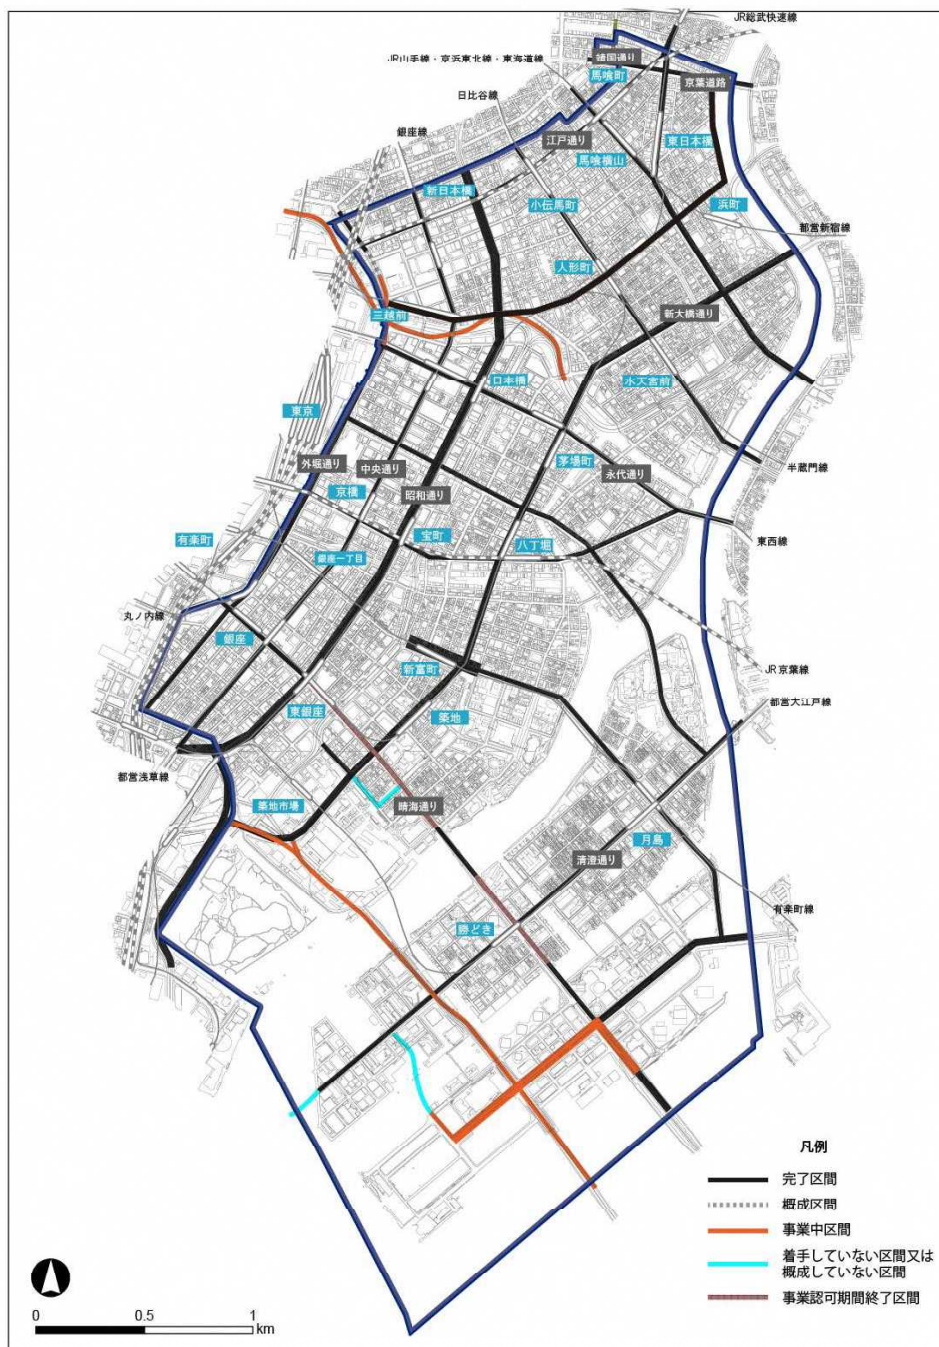 JR総武快速線
靖国通り
JR山手線・京浜東北線・東海道線
馬喰町
京葉道路
日比谷線
銀座線
江戸通り
東日本橋
馬喰横山
新日本橋
小伝馬町
浜町
都営新宿線
人形町
三越前
新大橋通り
日本橋
水天宮前
東京
外堀通り
中央通り
茅場町
永代通り
半蔵門線
京橋
昭和通り
有楽町
宝町
八丁堀
東西線
銀座一丁目
丸ノ内線
銀座
新富町
JR京葉線
東銀座
築地
都営大江戸線
都営浅草線
築地市場
晴海通り
月島
清澄通り
有楽町線
勝どき
凡例
完了区間
概成区間
事業中区間
着手していない区間又は
概成していない区間
事業認可期間終了区間
0 0.5 1
km